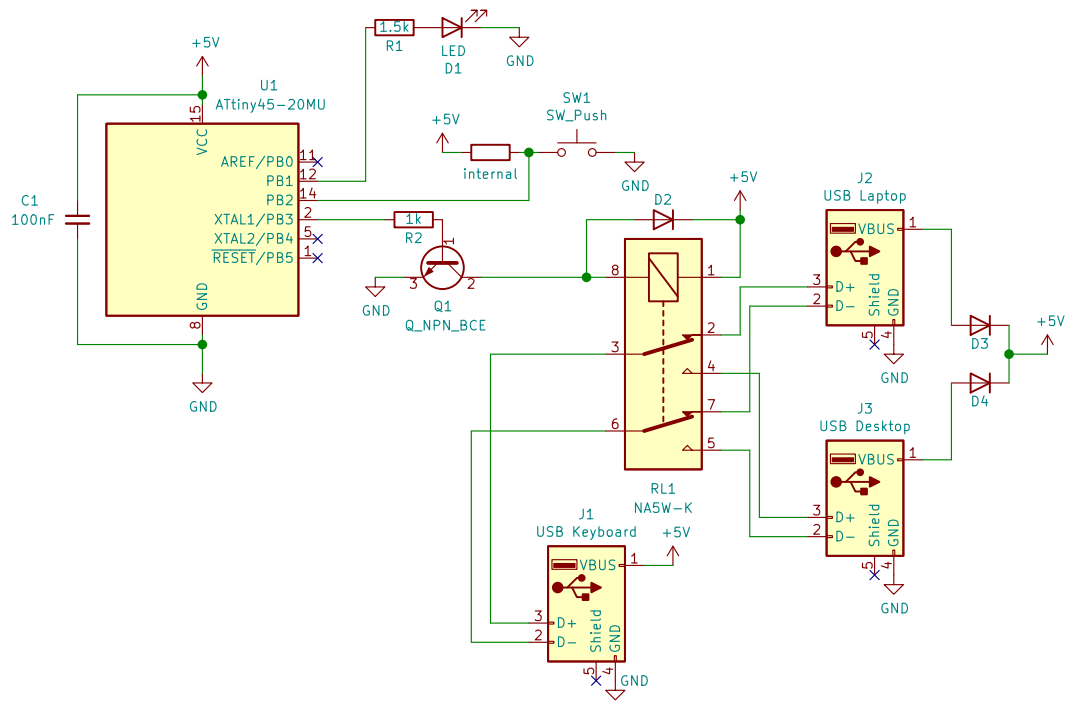 1.5k
R1
LED
D1
GND
+5V
U1
ATtiny45-20MU
15
VCC
AREF/PB0
11
PB1
12
PB2
14
XTAL1/PB3
2
XTAL2/PB4
5
RESET/PB5
1
GND
8
GND
C1
100nF
+5V
internal
SW1
SW_Push
GND
1k
R2
1
3
2
GND
Q1
Q_NPN_BCE
D2
+5V
8
1
3
2
4
6
7
5
RL1
NA5W-K
J2
USB Laptop
VBUS
1
D+
3
D-
2
Shield
GND
5
4
GND
D3
+5V
D4
J3
USB Desktop
VBUS
1
D+
3
D-
2
Shield
GND
5
4
GND
J1
USB Keyboard
VBUS
1
+5V
D+
3
D-
2
Shield
GND
5
4
GND